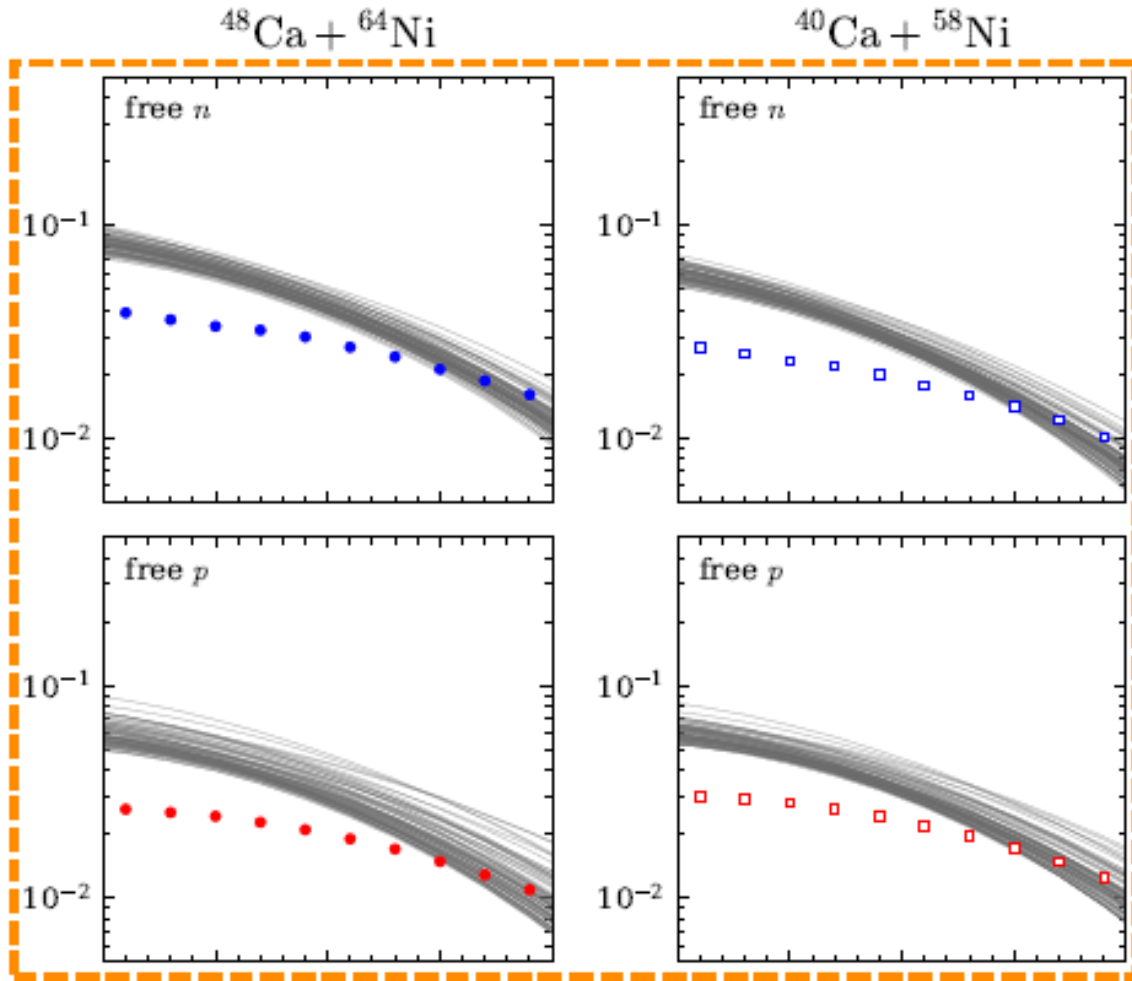 ⁴⁸Ca + ⁶⁴Ni ⁴⁰Ca + ⁵⁸Ni
free n free n
10⁻¹ 10⁻¹
10⁻² 10⁻²
free p free p
10⁻¹ 10⁻¹
10⁻² 10⁻²